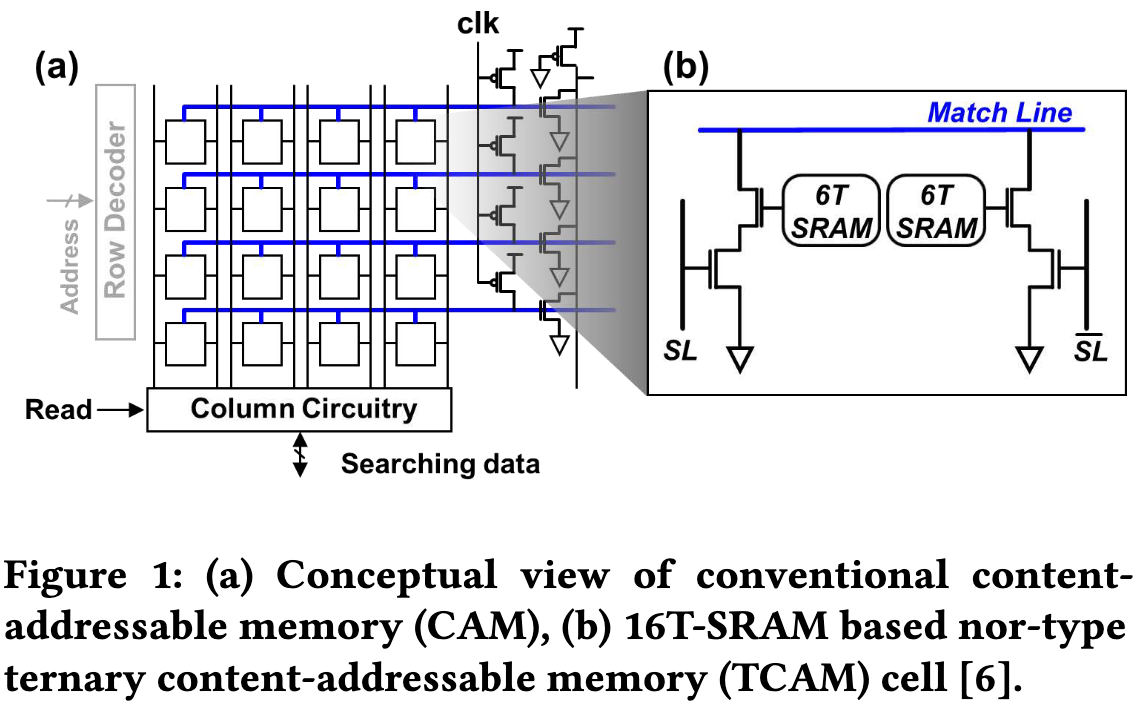 clk
(a)
(b)
Row Decoder
Address
Match Line
6T
SRAM
6T
SRAM
SL
S̅L̅
Read
Column Circuitry
Searching data
Figure 1: (a) Conceptual view of conventional content-
addressable memory (CAM), (b) 16T-SRAM based nor-type
ternary content-addressable memory (TCAM) cell [6].